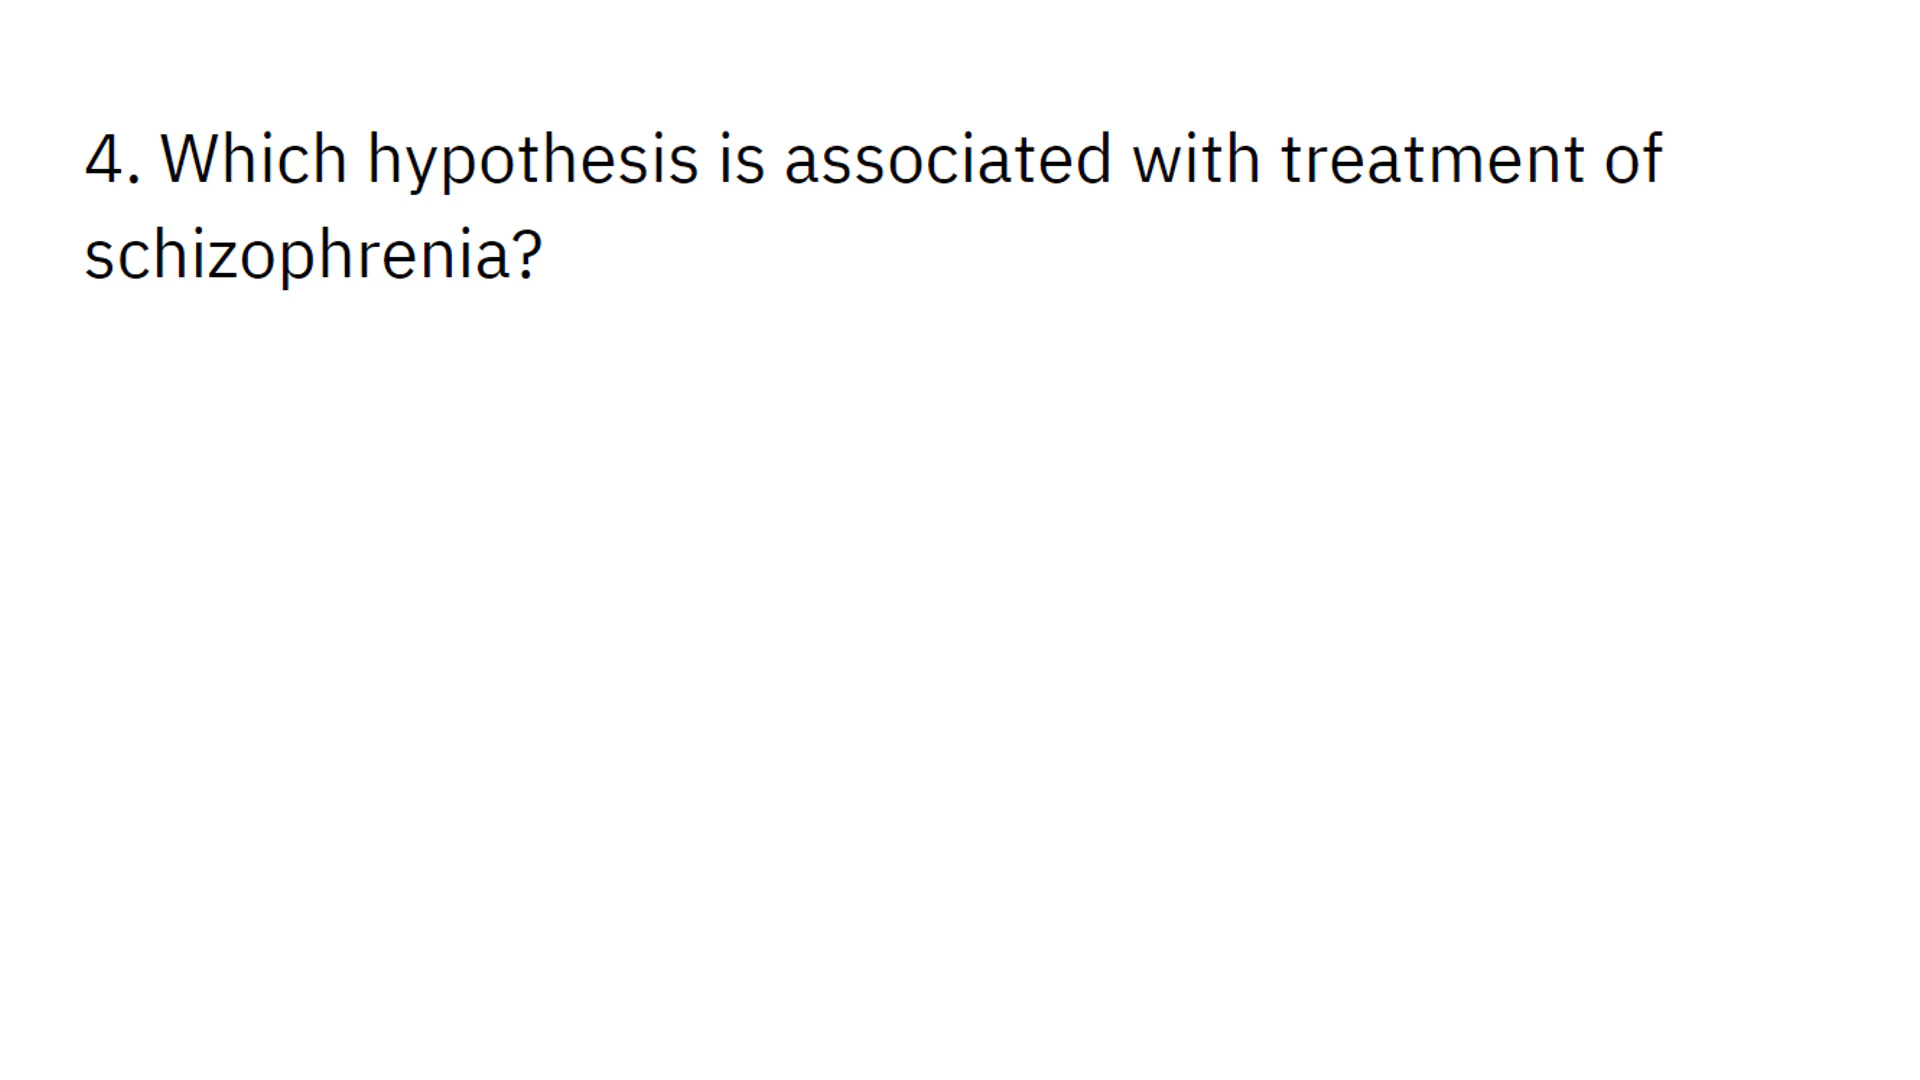 4. Which hypothesis is associated with treatment of
schizophrenia?